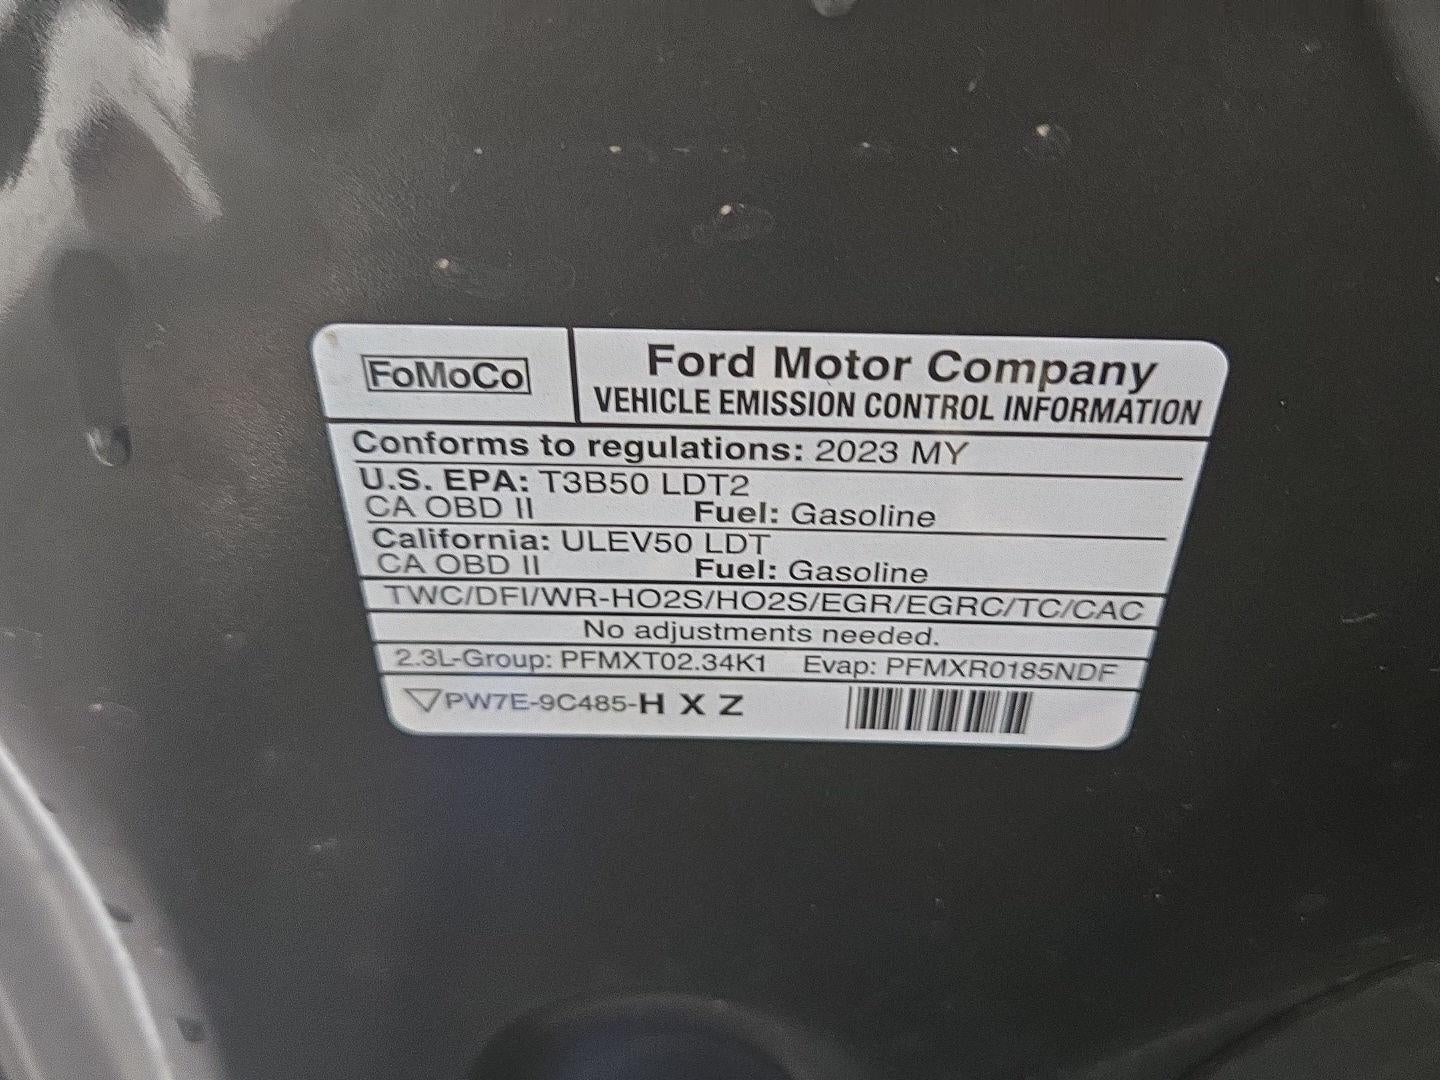 FoMoCo
Ford Motor Company
VEHICLE EMISSION CONTROL INFORMATION
Conforms to regulations: 2023 MY
U.S. EPA: T3B50 LDT2
CA OBD II Fuel: Gasoline
California: ULEV50 LDT
CA OBD II Fuel: Gasoline
TWC/DFI/WR-HO2S/HO2S/EGR/EGRC/TC/CAC
No adjustments needed.
2.3L-Group: PFMXT02.34K1 Evap: PFMXR0185NDF
PW7E-9C485-H X Z